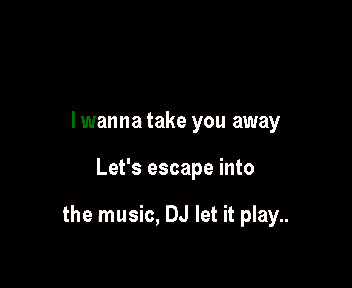 I wanna take you away
Let's escape into
the music, DJ let it play..